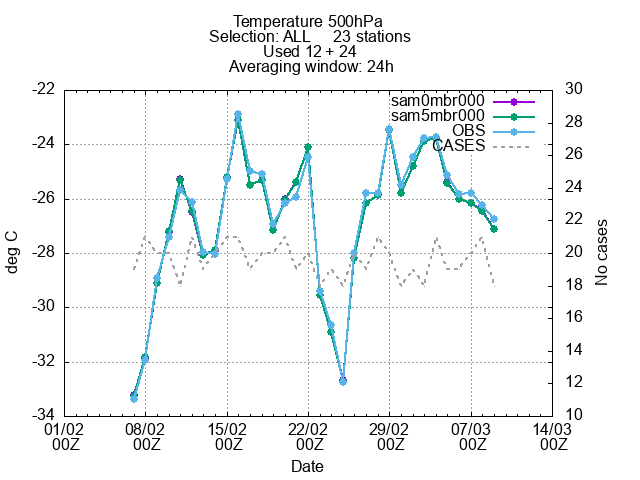 Temperature 500hPa
Selection: ALL 23 stations
Used 12 + 24
Averaging window: 24h
-22 30
sam0mbr000
28
sam5mbr000
-24 OBS
26
CASES
24
-26
22
deg C
-28 20
No cases
18
-30
16
-32 14
12
-34 10
01/02 08/02 15/02 22/02 29/02 07/03 14/03
00Z 00Z 00Z 00Z 00Z 00Z 00Z
Date